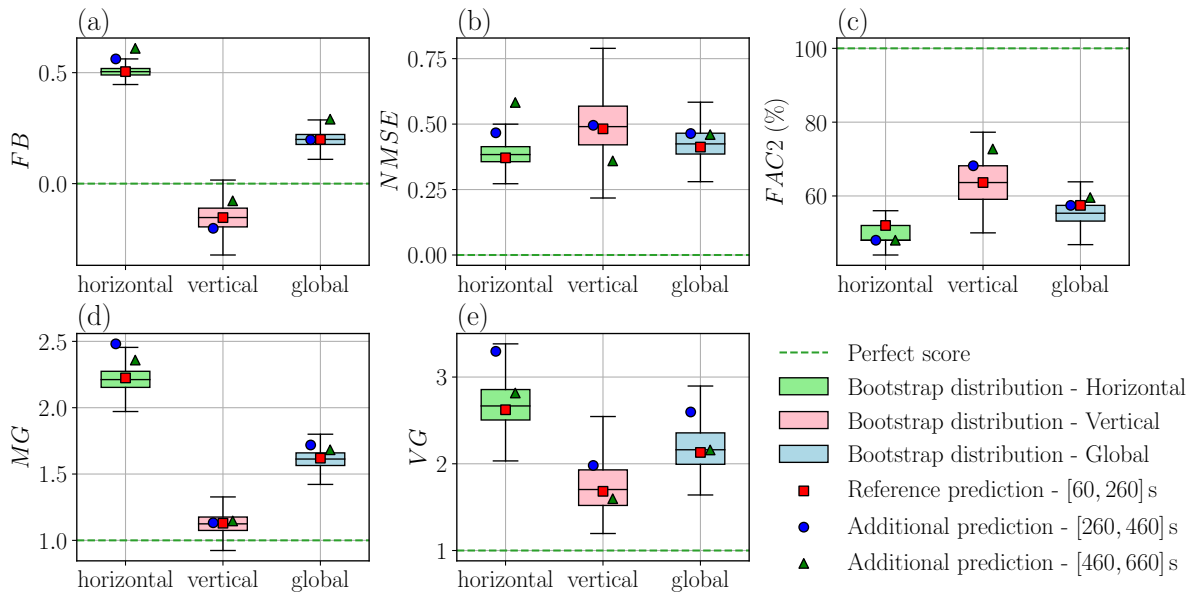 (a)
FB
0.5
0.0
horizontal vertical global
(b)
NMSE
0.75
0.50
0.25
0.00
horizontal vertical global
(c)
FAC2 (%)
100
80
60
horizontal vertical global
(d)
MG
2.5
2.0
1.5
1.0
horizontal vertical global
(e)
VG
3
2
1
horizontal vertical global
Perfect score
Bootstrap distribution - Horizontal
Bootstrap distribution - Vertical
Bootstrap distribution - Global
Reference prediction - [60, 260] s
Additional prediction - [260, 460] s
Additional prediction - [460, 660] s